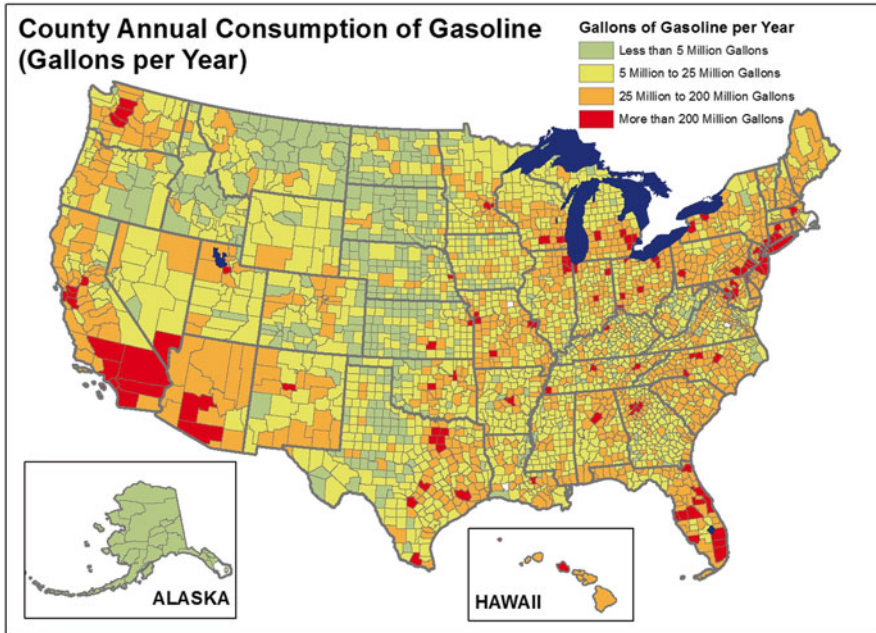 County Annual Consumption of Gasoline
(Gallons per Year)
Gallons of Gasoline per Year
Less than 5 Million Gallons
5 Million to 25 Million Gallons
25 Million to 200 Million Gallons
More than 200 Million Gallons
ALASKA
HAWAII